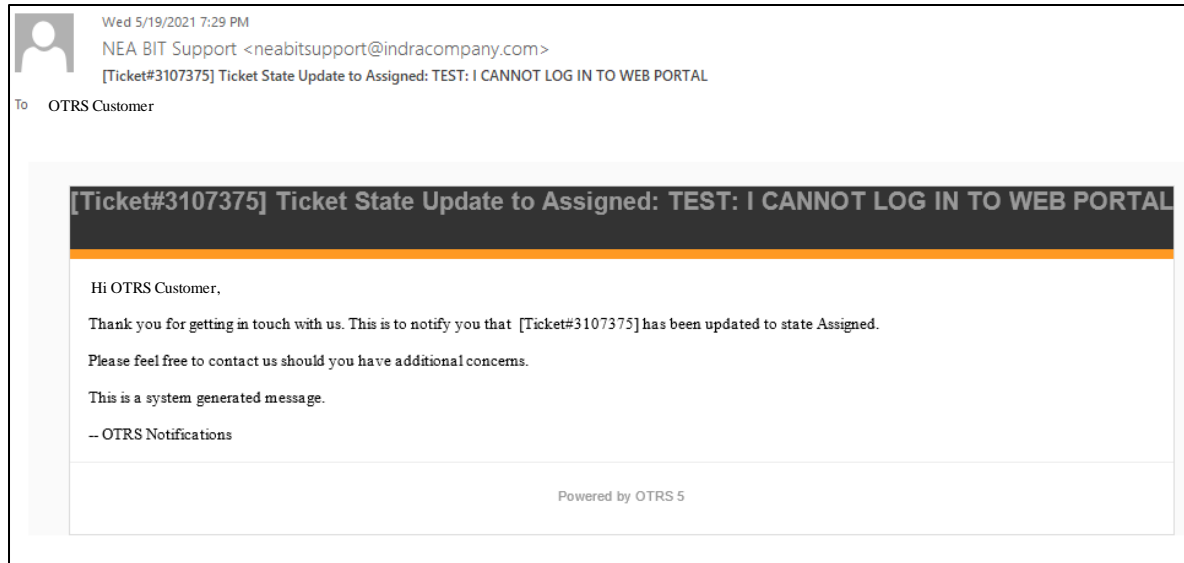 Wed 5/19/2021 7:29 PM
NEA BIT Support <neabitsupport@indracompany.com>
[Ticket#3107375] Ticket State Update to Assigned: TEST: I CANNOT LOG IN TO WEB PORTAL
To OTRS Customer
[Ticket#3107375] Ticket State Update to Assigned: TEST: I CANNOT LOG IN TO WEB PORTAL
Hi OTRS Customer,
Thank you for getting in touch with us. This is to notify you that [Ticket#3107375] has been updated to state Assigned.
Please feel free to contact us should you have additional concerns.
This is a system generated message.
-- OTRS Notifications
Powered by OTRS 5